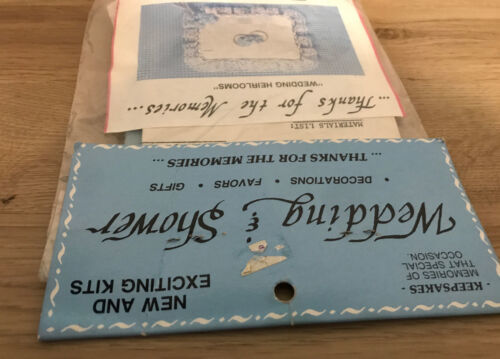 NEW AND
EXCITING KITS
- KEEPSAKES -
MEMORIES OF
THAT SPECIAL
OCCASION.
Wedding & Shower
• DECORATIONS • FAVORS • GIFTS
... THANKS FOR THE MEMORIES ...
MATERIALS LIST:
...Thanks for the Memories...
"WEDDING HEIRLOOMS"